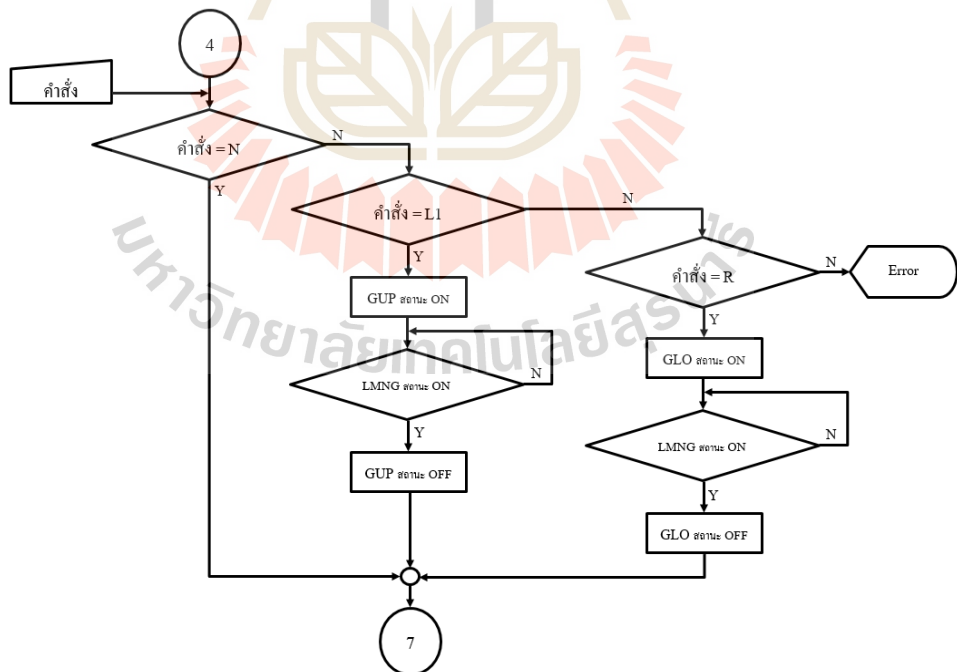 4
คำสั่ง
คำสั่ง = N
N
Y
คำสั่ง = L1
N
Y
คำสั่ง = R
N
Error
Y
GUP สถานะ ON
GLO สถานะ ON
LMNG สถานะ ON
N
Y
LMNG สถานะ ON
N
Y
GUP สถานะ OFF
GLO สถานะ OFF
7
มหาวิทยาลัยเทคโนโลยีสุรนารี